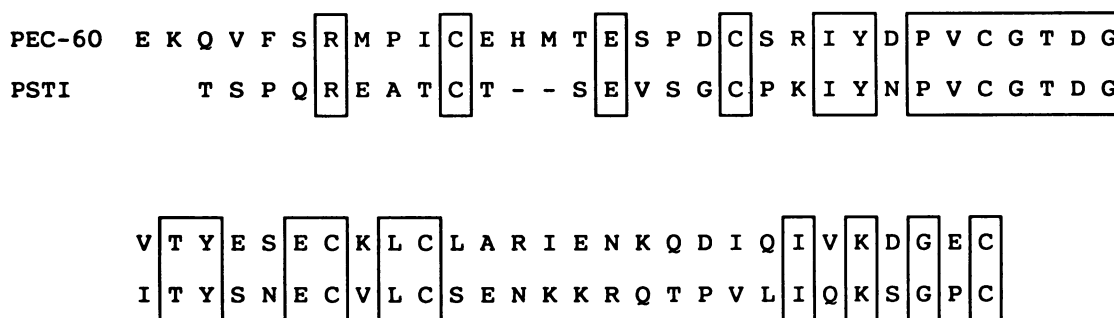 PEC-60 E K Q V F S R M P I C E H M T E S P D C S R I Y D P V C G T D G
PSTI T S P Q R E A T C T - - S E V S G C P K I Y N P V C G T D G
V T Y E S E C K L C L A R I E N K Q D I Q I V K D G E C
I T Y S N E C V L C S E N K K R Q T P V L I Q K S G P C